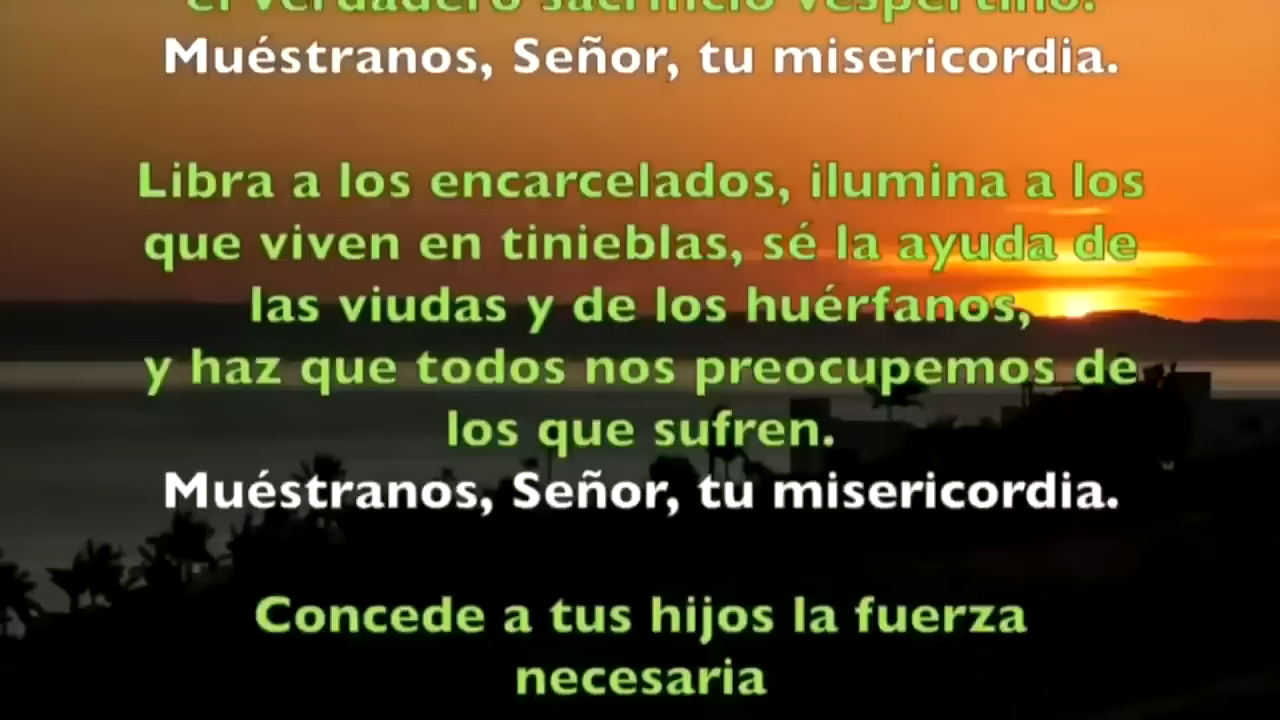 el verdadero sacrificio vespertino.
Muéstranos, Señor, tu misericordia.
Libra a los encarcelados, ilumina a los
que viven en tinieblas, sé la ayuda de
las viudas y de los huérfanos,
y haz que todos nos preocupemos de
los que sufren.
Muéstranos, Señor, tu misericordia.
Concede a tus hijos la fuerza
necesaria